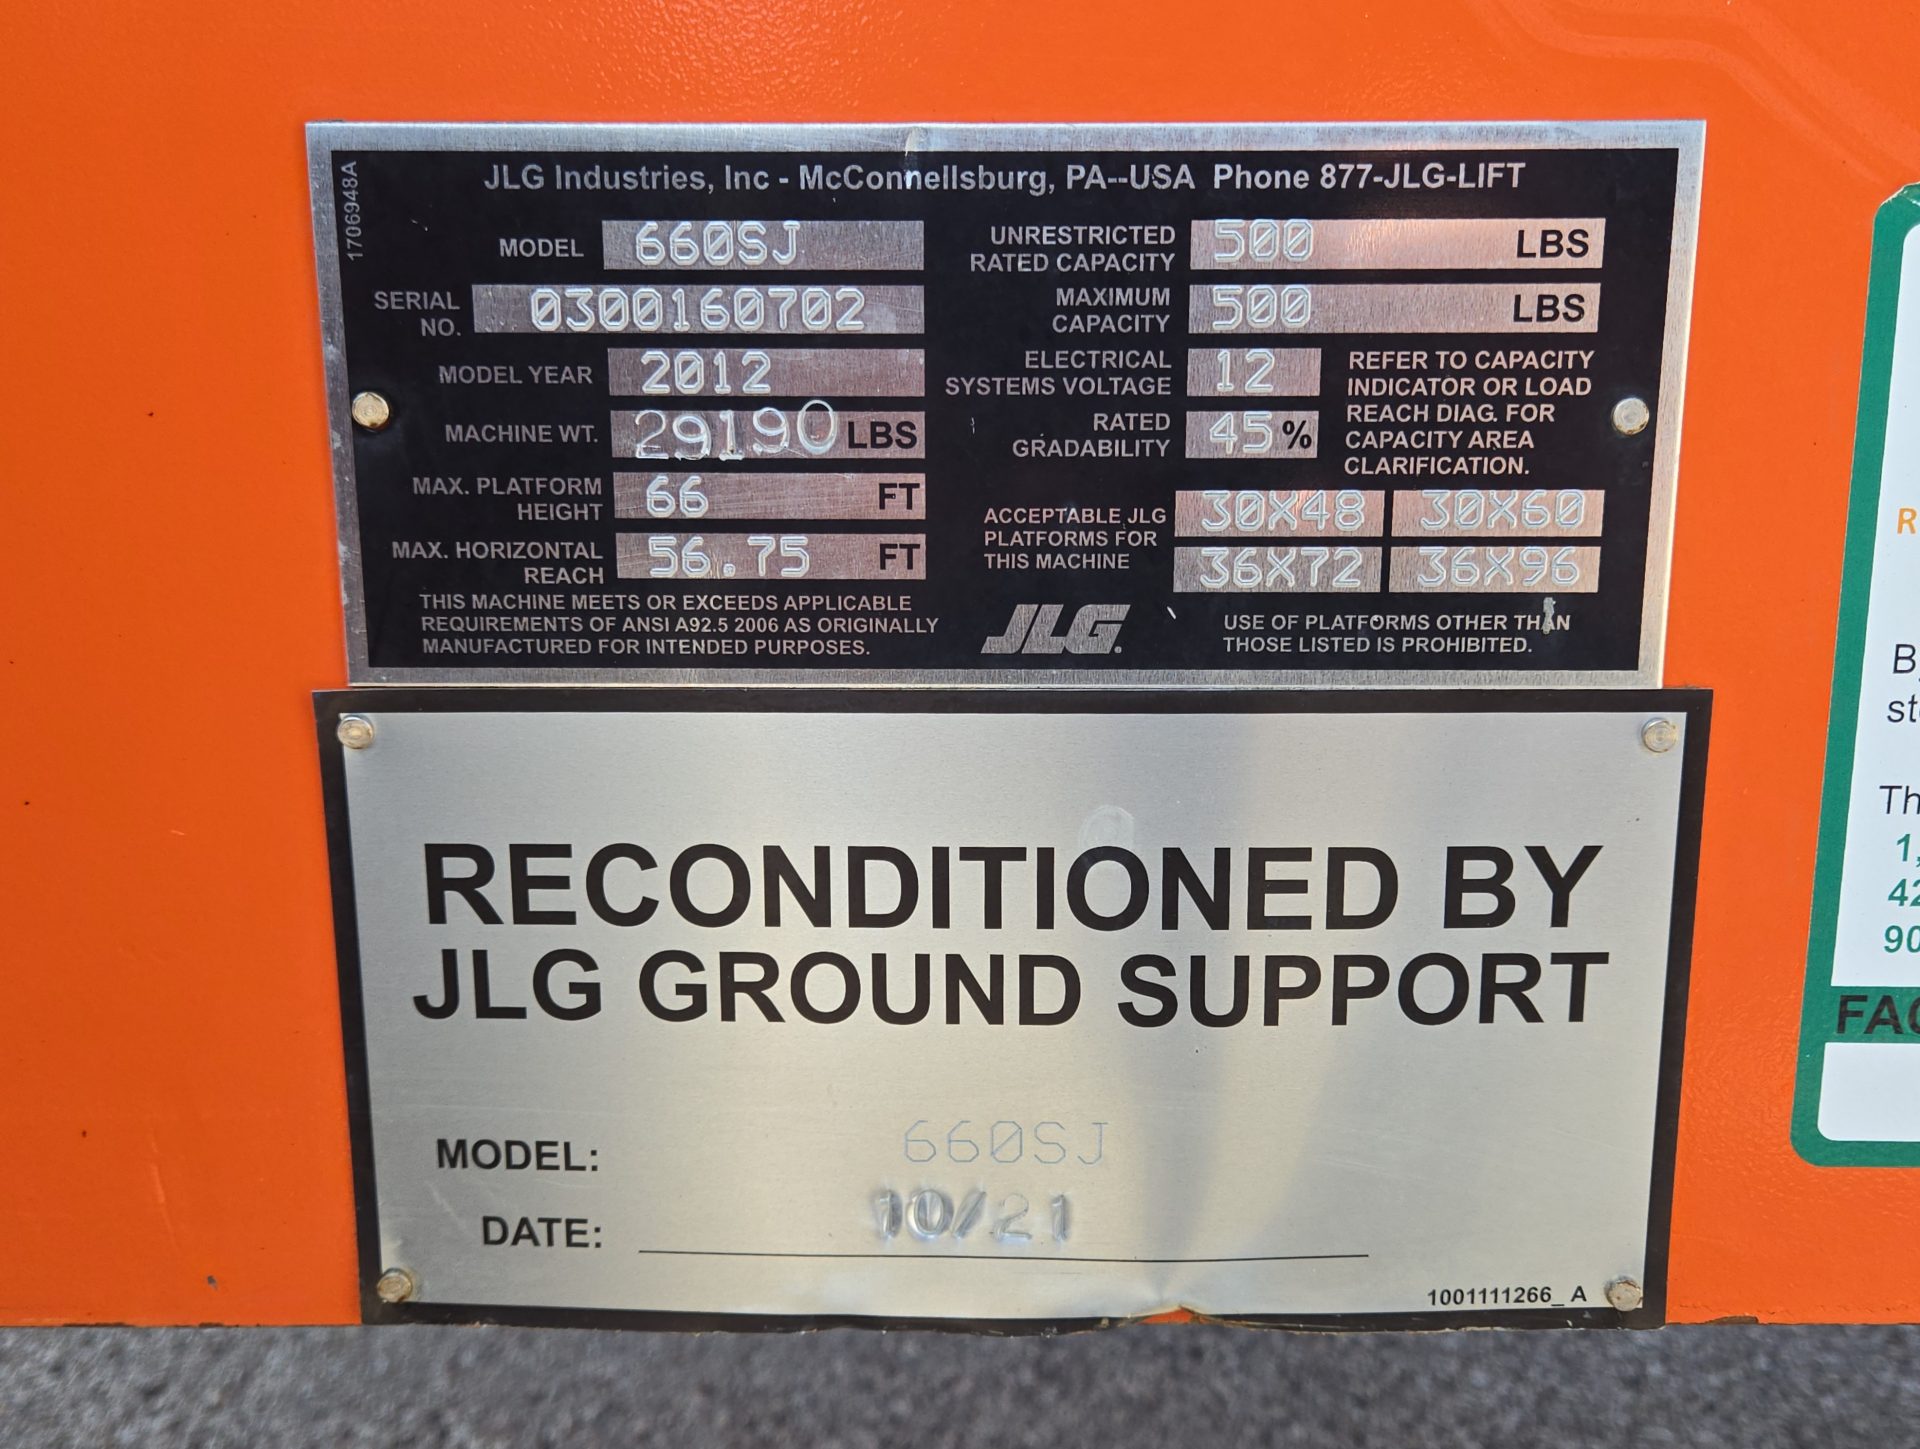 1706948A
JLG Industries, Inc - McConnellsburg, PA--USA Phone 877-JLG-LIFT
MODEL 660SJ
SERIAL NO. 0300160702
MODEL YEAR 2012
MACHINE WT. 29190 LBS
MAX. PLATFORM HEIGHT 66 FT
MAX. HORIZONTAL REACH 56.75 FT
THIS MACHINE MEETS OR EXCEEDS APPLICABLE
REQUIREMENTS OF ANSI A92.5 2006 AS ORIGINALLY
MANUFACTURED FOR INTENDED PURPOSES.
UNRESTRICTED RATED CAPACITY 500 LBS
MAXIMUM CAPACITY 500 LBS
ELECTRICAL SYSTEMS VOLTAGE 12
RATED GRADABILITY 45 %
REFER TO CAPACITY
INDICATOR OR LOAD
REACH DIAG. FOR
CAPACITY AREA
CLARIFICATION.
ACCEPTABLE JLG
PLATFORMS FOR
THIS MACHINE
30X48 30X60
36X72 36X96
JLG.
USE OF PLATFORMS OTHER THAN
THOSE LISTED IS PROHIBITED.
RECONDITIONED BY
JLG GROUND SUPPORT
MODEL: 660SJ
DATE: 10/21
1001111266_ A